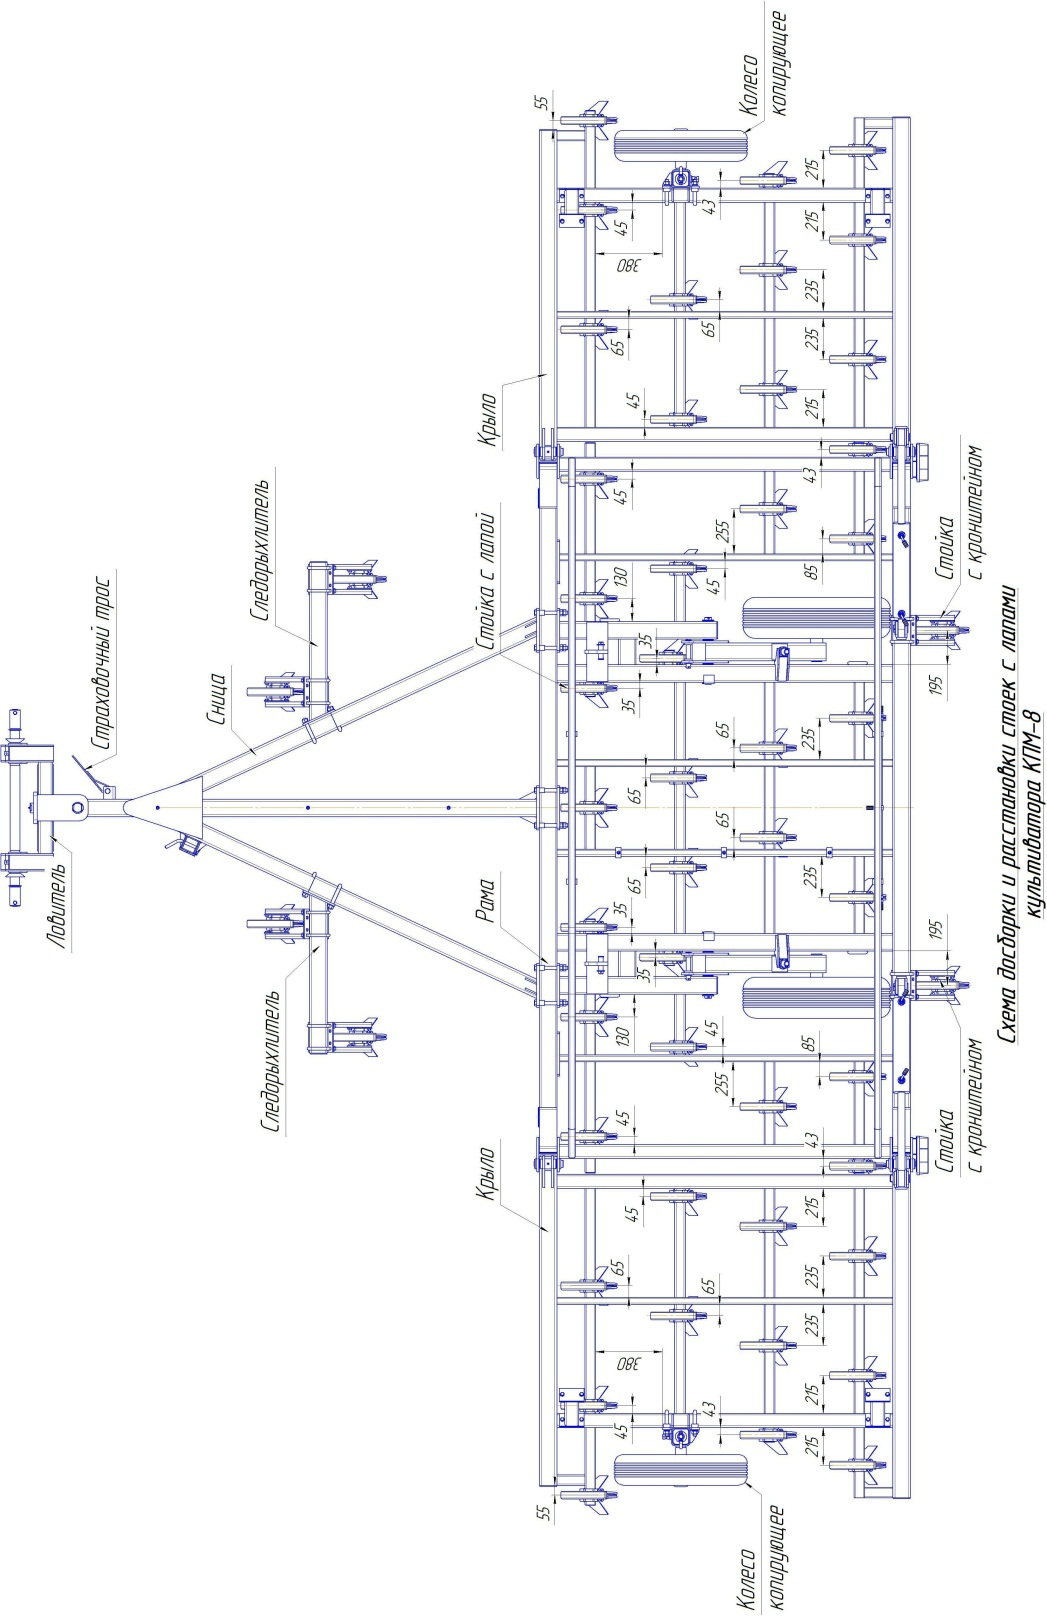 Ловитель
Страховочный трос
Сница
Следорыхлитель
Следорыхлитель
Крыло
Рама
Стойка с лапой
Крыло
55
55
45
380
65
45
45
130
35
35
65
65
35
35
130
45
45
65
380
45
43
65
255
45
65
65
45
255
65
43
Колесо
копирующее
Колесо
копирующее
215
215
235
235
215
43
85
235
235
85
43
215
235
235
215
215
195
195
Стойка
с кронштейном
Стойка
с кронштейном
Схема досборки и расстановки стоек с лапами
культиватора КПМ-8